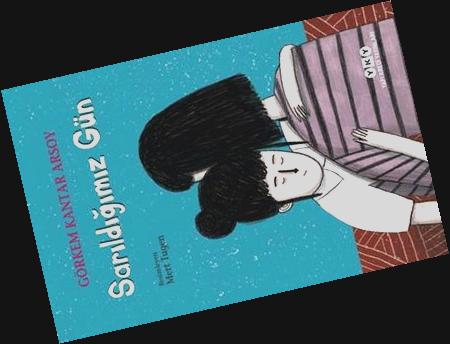 GÖRKEM KANTAR ARSOY
Sarıldığımız Gün
Resimleyen
Mert Tugen
YKY